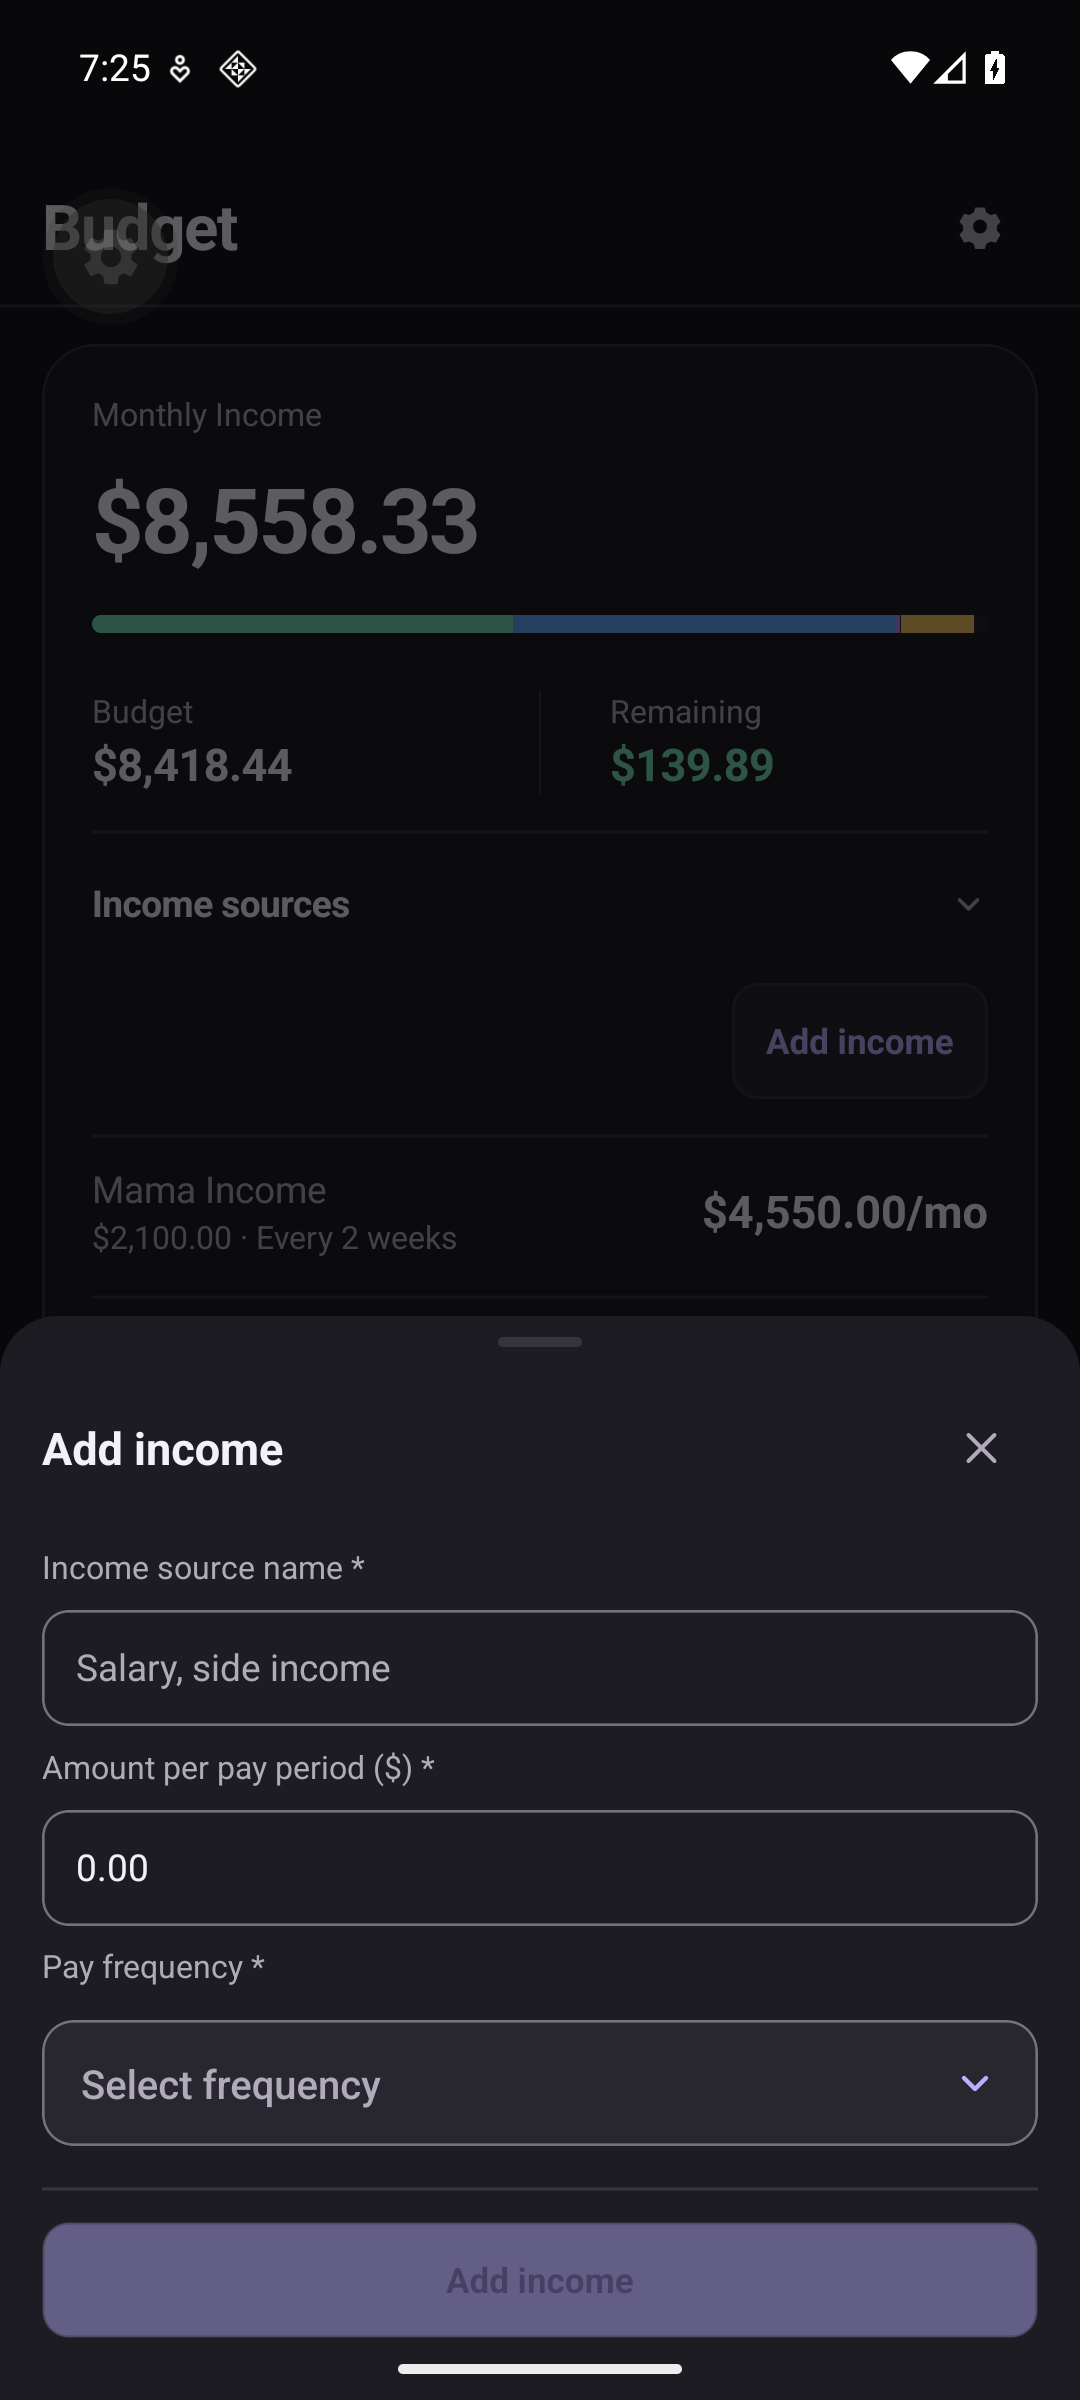 7:25
Budget
Monthly Income
$8,558.33
Budget
Remaining
$8,418.44
$139.89
Income sources
Add income
Mama Income
$4,550.00/mo
$2,100.00 · Every 2 weeks
Add income
Income source name *
Salary, side income
Amount per pay period ($) *
0.00
Pay frequency *
Select frequency
Add income